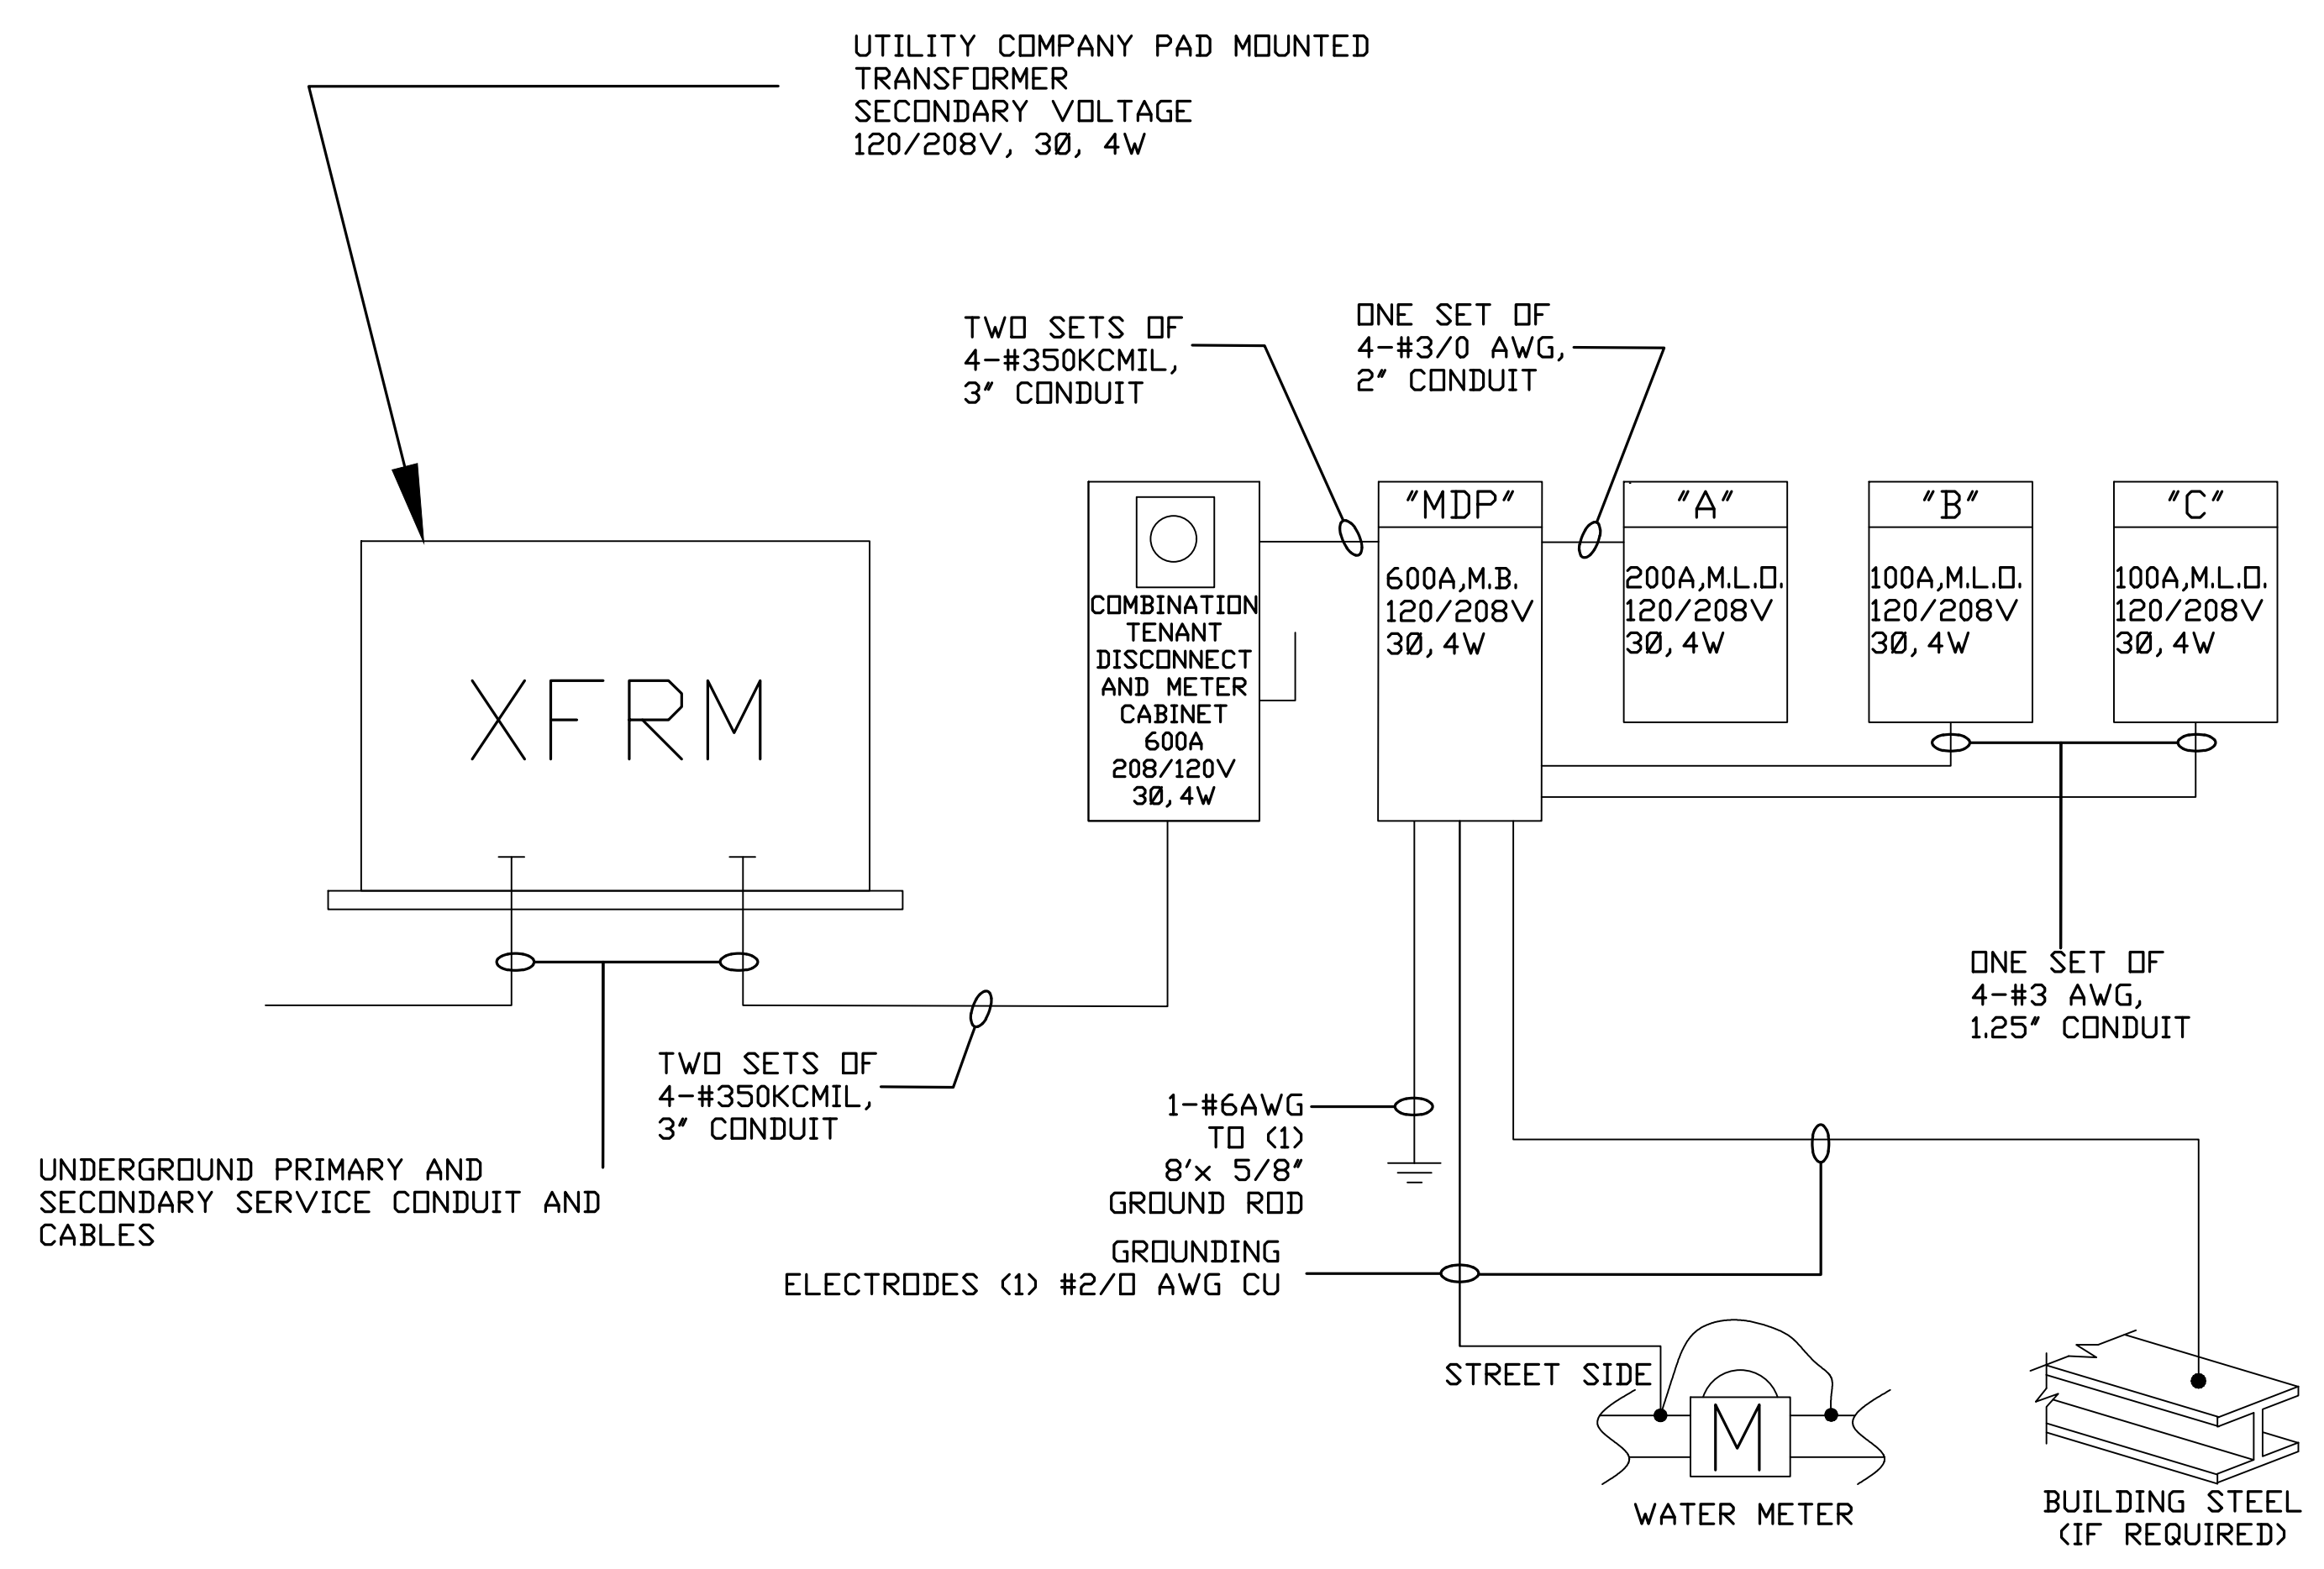 UTILITY COMPANY PAD MOUNTED
TRANSFORMER
SECONDARY VOLTAGE
120/208V, 3Ø, 4W
TWO SETS OF
4-#350KCMIL,
3" CONDUIT
ONE SET OF
4-#3/0 AWG,
2" CONDUIT
XFRM
COMBINATION
TENANT
DISCONNECT
AND METER
CABINET
600A
208/120V
3Ø, 4W
"MDP"
600A,M.B.
120/208V
3Ø, 4W
"A"
200A,M.L.O.
120/208V
3Ø, 4W
"B"
100A,M.L.O.
120/208V
3Ø, 4W
"C"
100A,M.L.O.
120/208V
3Ø, 4W
ONE SET OF
4-#3 AWG,
1.25" CONDUIT
TWO SETS OF
4-#350KCMIL,
3" CONDUIT
UNDERGROUND PRIMARY AND
SECONDARY SERVICE CONDUIT AND
CABLES
1-#6AWG
TO (1)
8'x 5/8"
GROUND ROD
GROUNDING
ELECTRODES (1) #2/0 AWG CU
STREET SIDE
M
WATER METER
BUILDING STEEL
(IF REQUIRED)